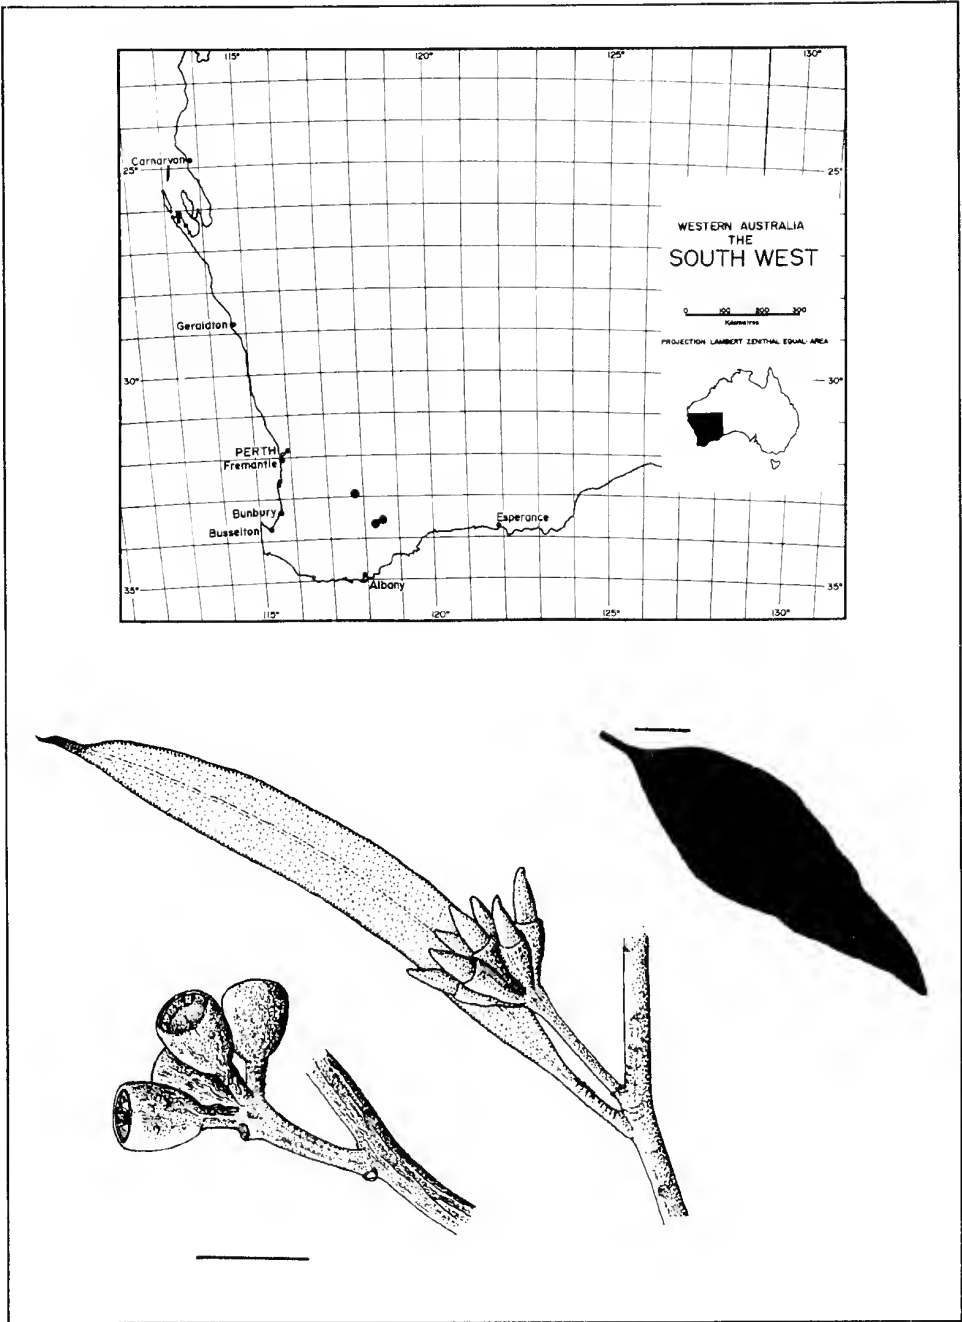 115° 120° 125° 130°
Carnarvon
25° 25°
WESTERN AUSTRALIA
THE
SOUTH WEST
0 100 200 300
Kilometres
Geraldton
PROJECTION LAMBERT ZENITHAL EQUAL-AREA
30° 30°
PERTH
Fremantle
Bunbury
Esperance
Busselton
Albany
35° 35°
115° 120° 125° 130°